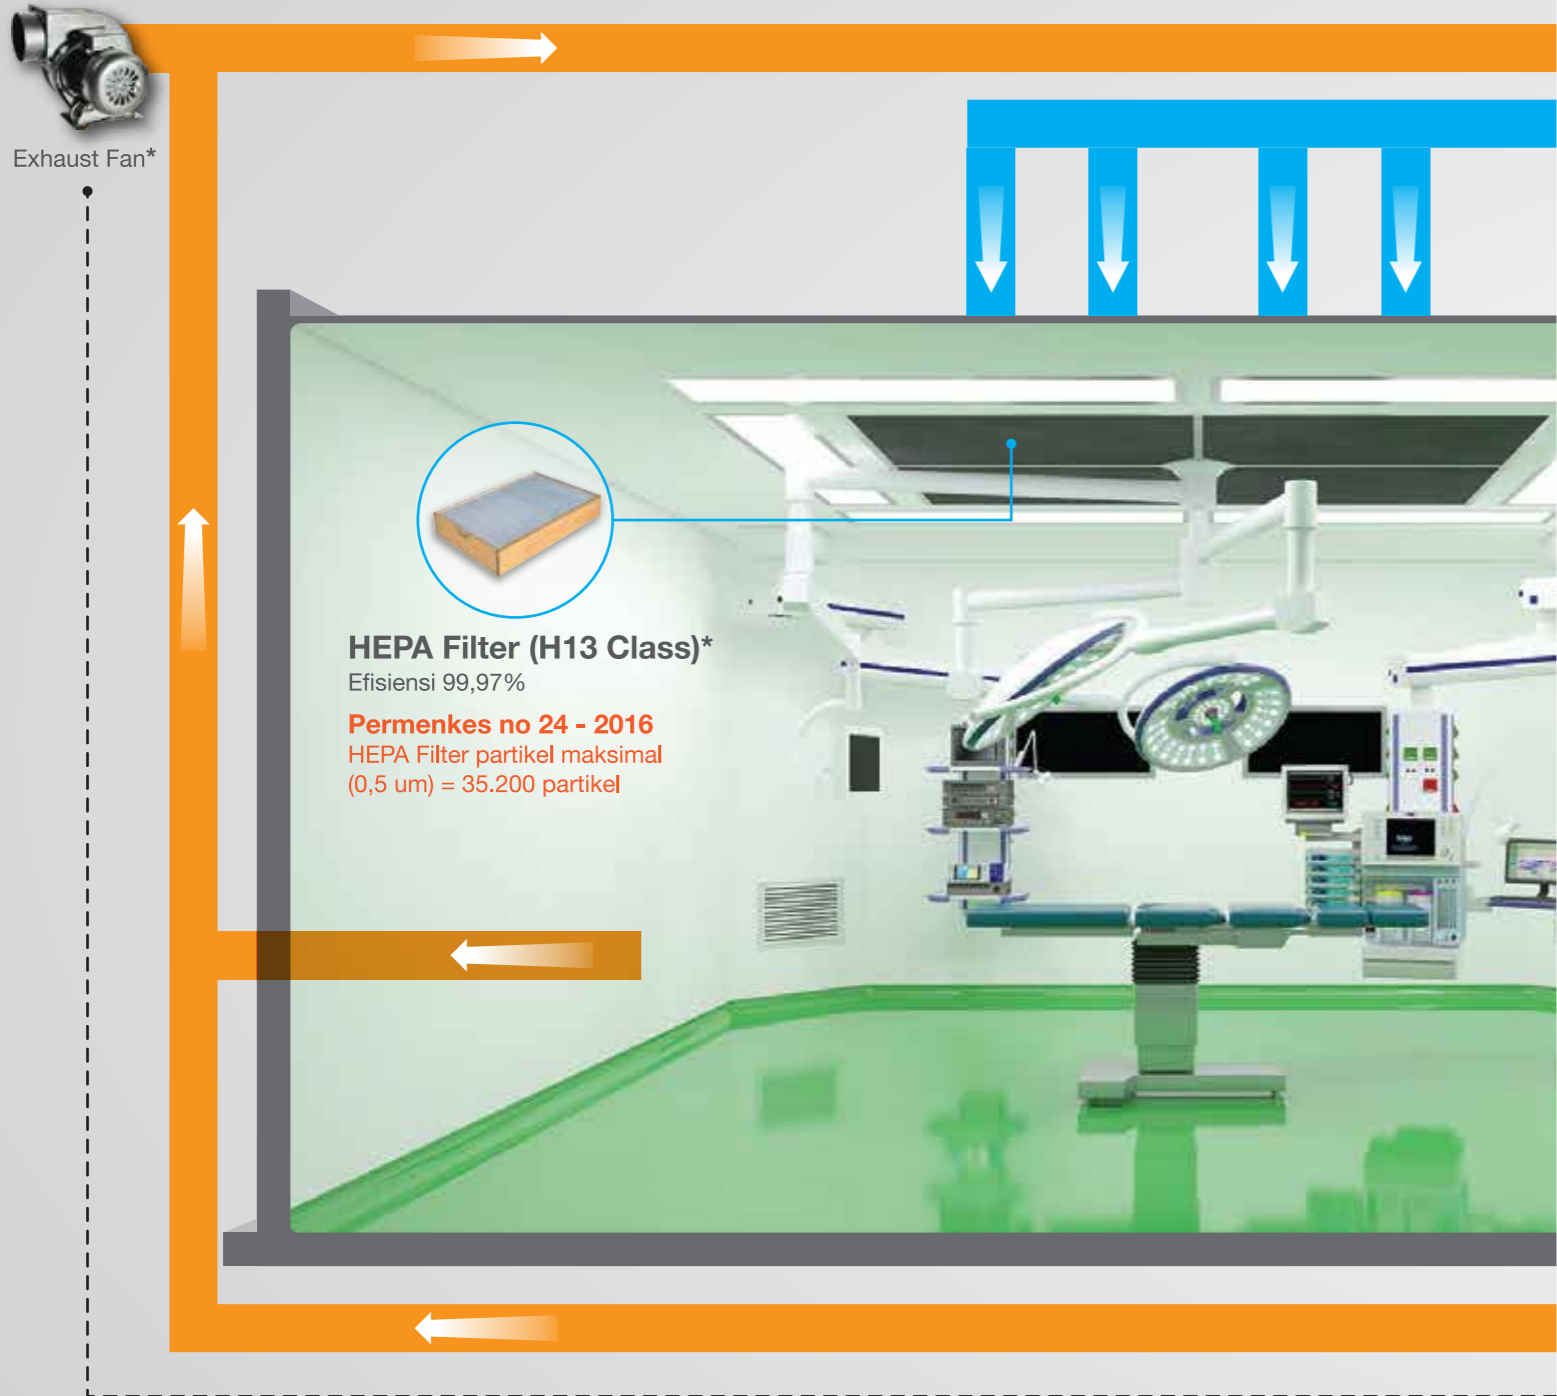 Exhaust Fan*
HEPA Filter (H13 Class)*
Efisiensi 99,97%
Permenkes no 24 - 2016
HEPA Filter partikel maksimal
(0,5 um) = 35.200 partikel